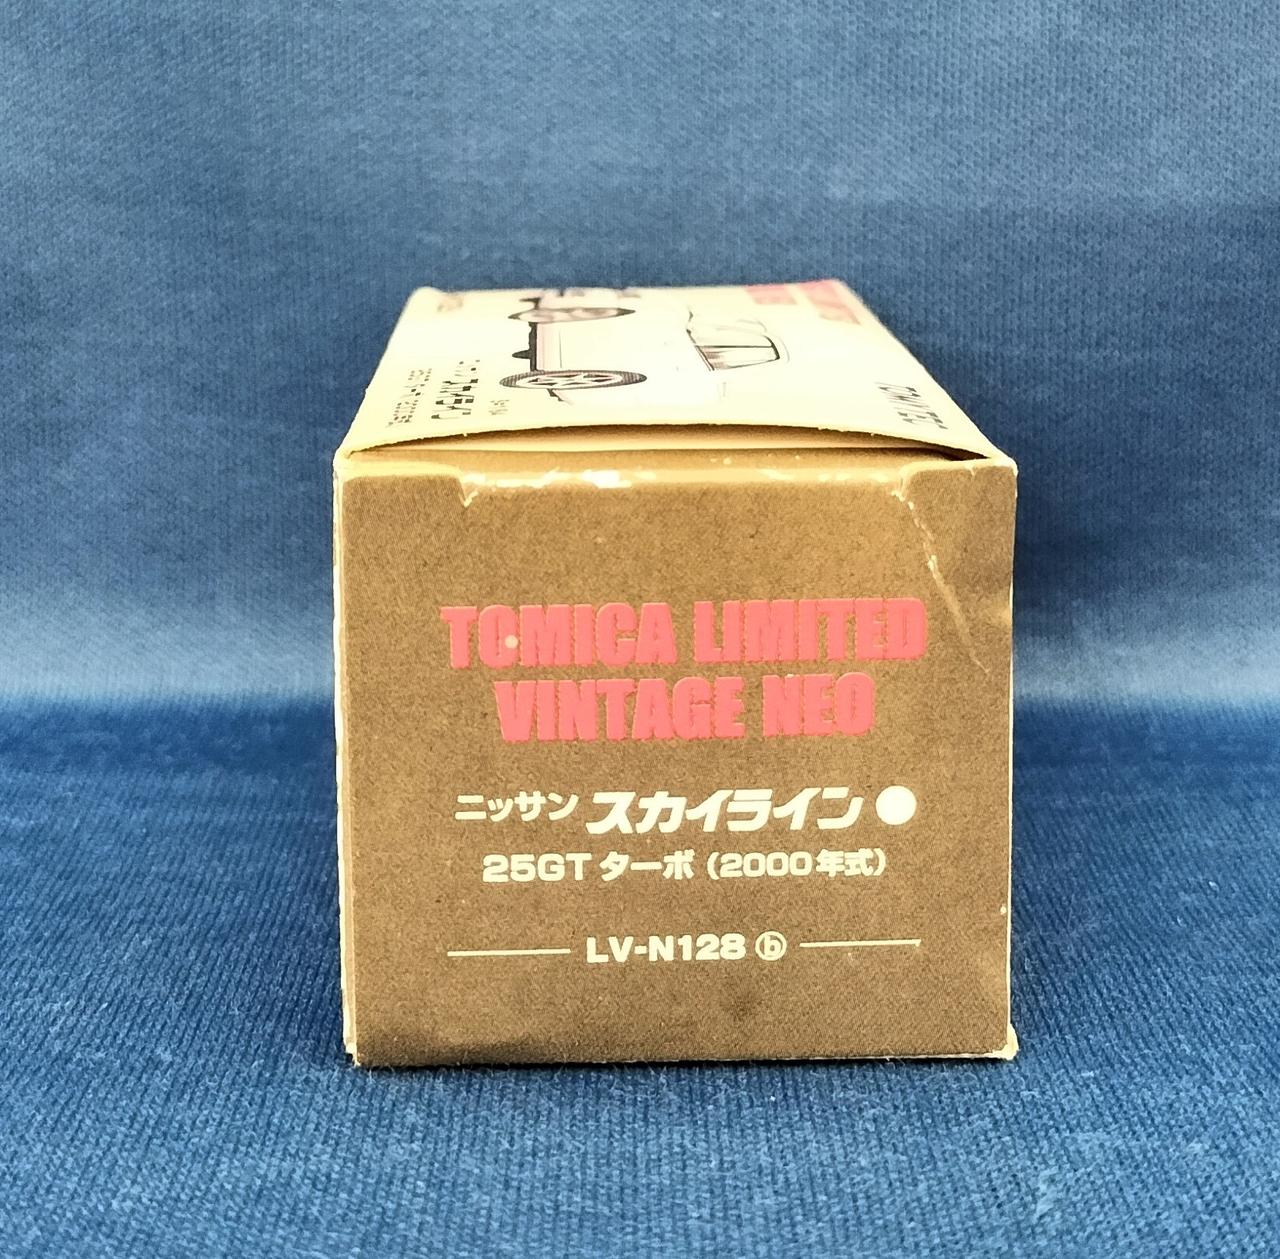 TOMICA LIMITED
VINTAGE NEO
ニッサン スカイライン
25GT ターボ (2000年式)
LV-N128 ⓑ